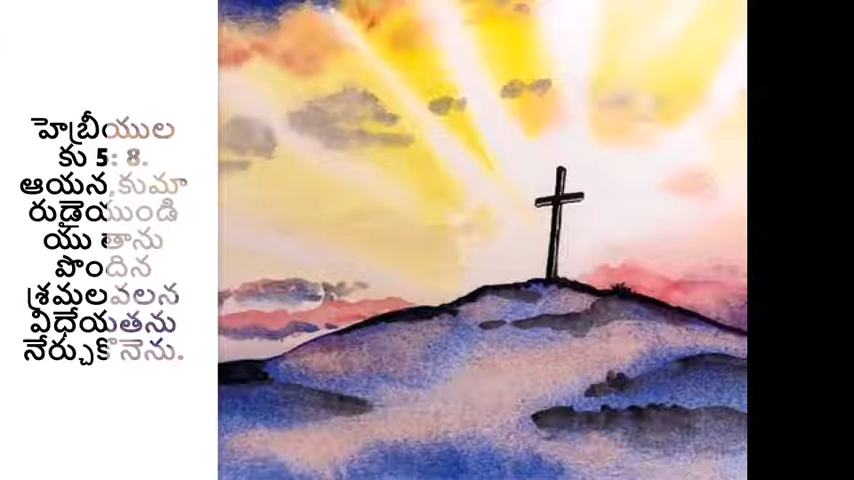 హెబ్రీయుల
కు 5: 8.
ఆయన,కుమా
రుడైయుండి
యు తాను
పొందిన
శ్రమలవలన
విధేయతను
నేర్చుకొనెను.